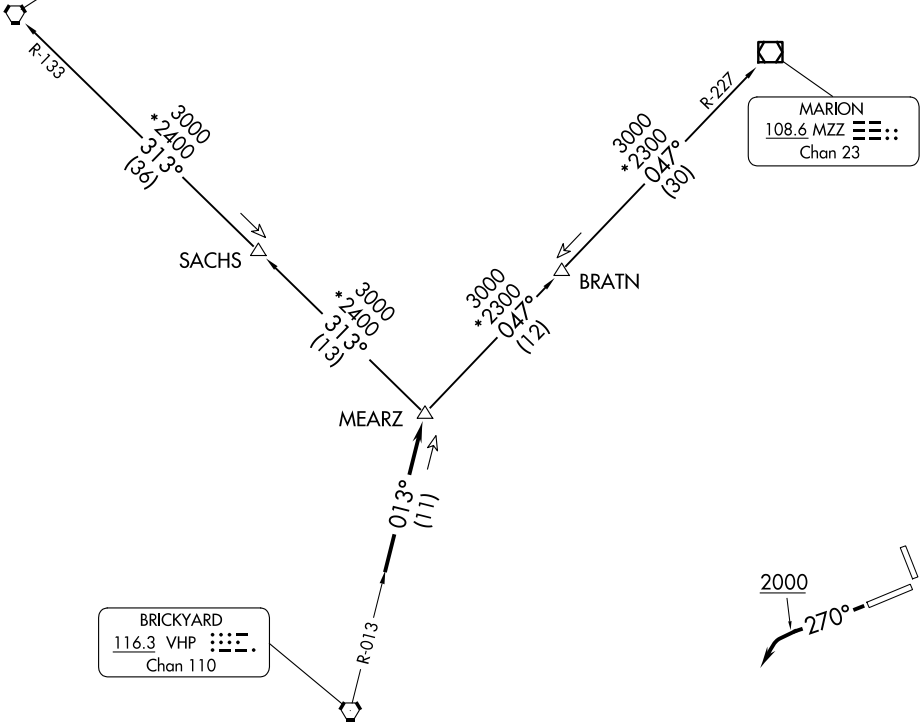 R-133
3000
*2400
313°
(36)
SACHS
3000
*2400
313°
(13)
R-227
MARION
108.6 MZZ
Chan 23
3000
*2300
047°
(30)
BRATN
3000
*2300
047°
(12)
MEARZ
013°
(11)
R-013
BRICKYARD
116.3 VHP
Chan 110
2000
270°